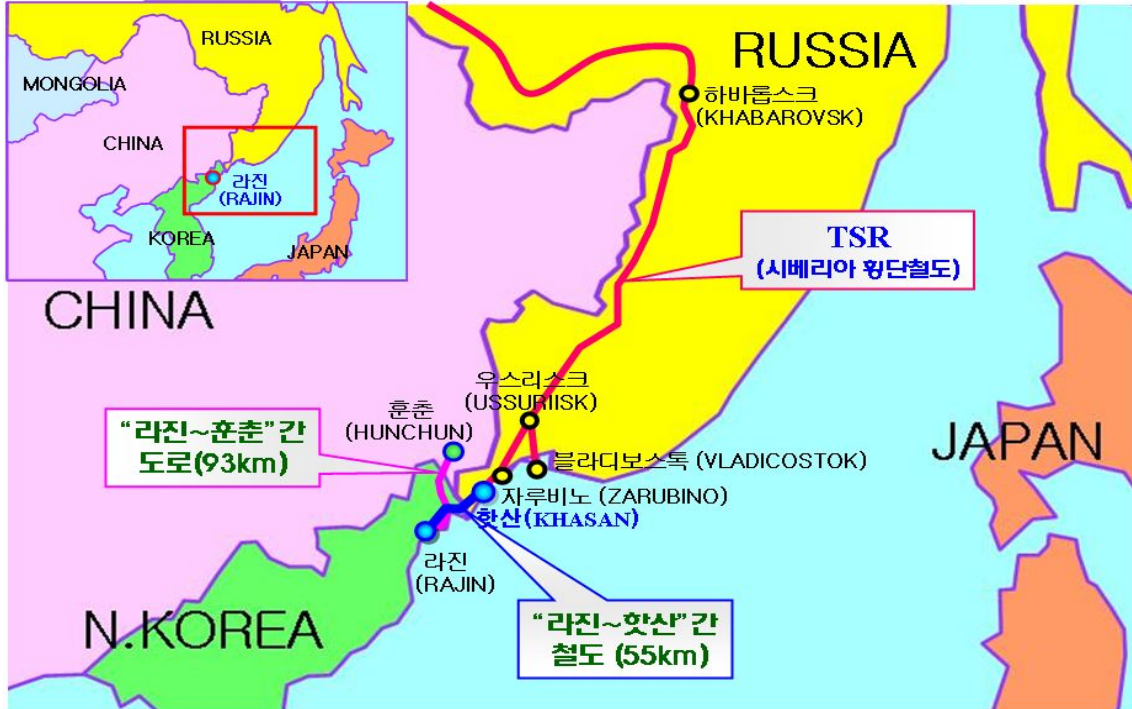 RUSSIA
MONGOLIA
CHINA
라진
(RAJIN)
KOREA
JAPAN
RUSSIA
하바롭스크
(KHABAROVSK)
TSR
(시베리아 횡단철도)
CHINA
우스리스크
(USSURIISK)
훈춘
(HUNCHUN)
“라진~훈춘”간
도로(93km)
블라디보스톡 (VLADICOSTOK)
자루비노 (ZARUBINO)
핫산(KHASAN)
JAPAN
라진
(RAJIN)
N.KOREA
“라진~핫산”간
철도 (55km)